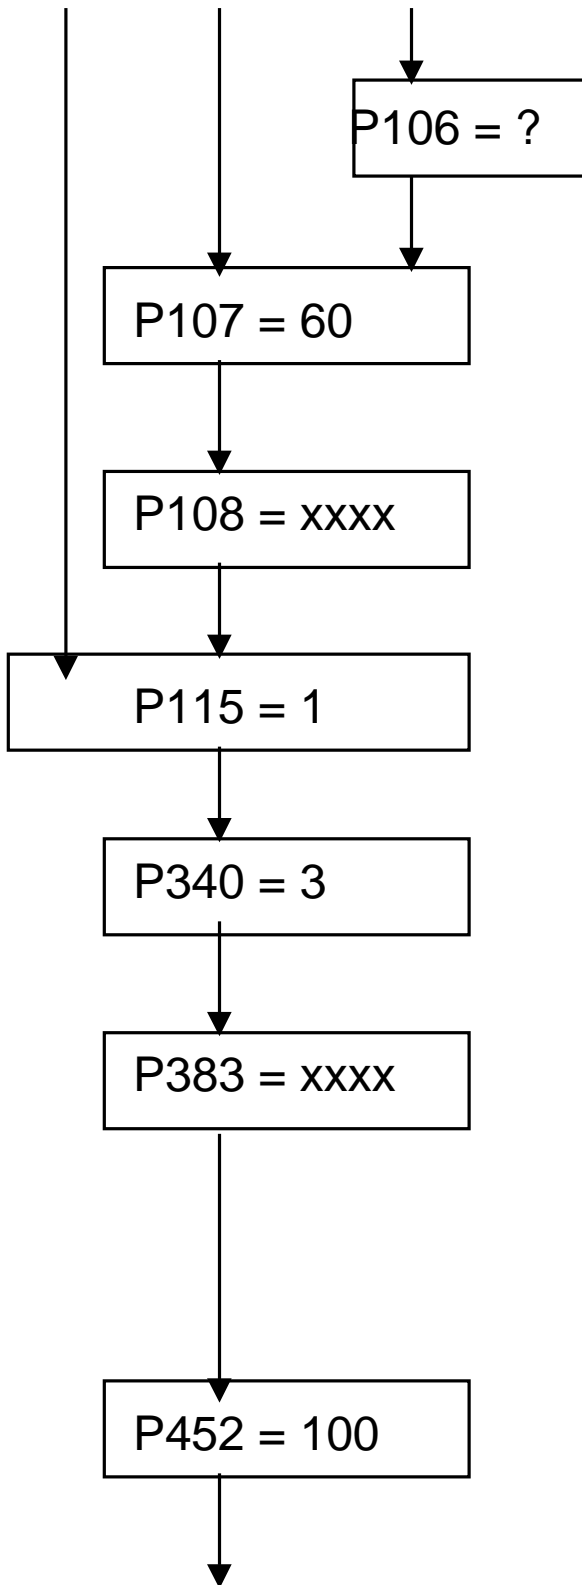 P106 = ?
P107 = 60
P108 = xxxx
P115 = 1
P340 = 3
P383 = xxxx
P452 = 100